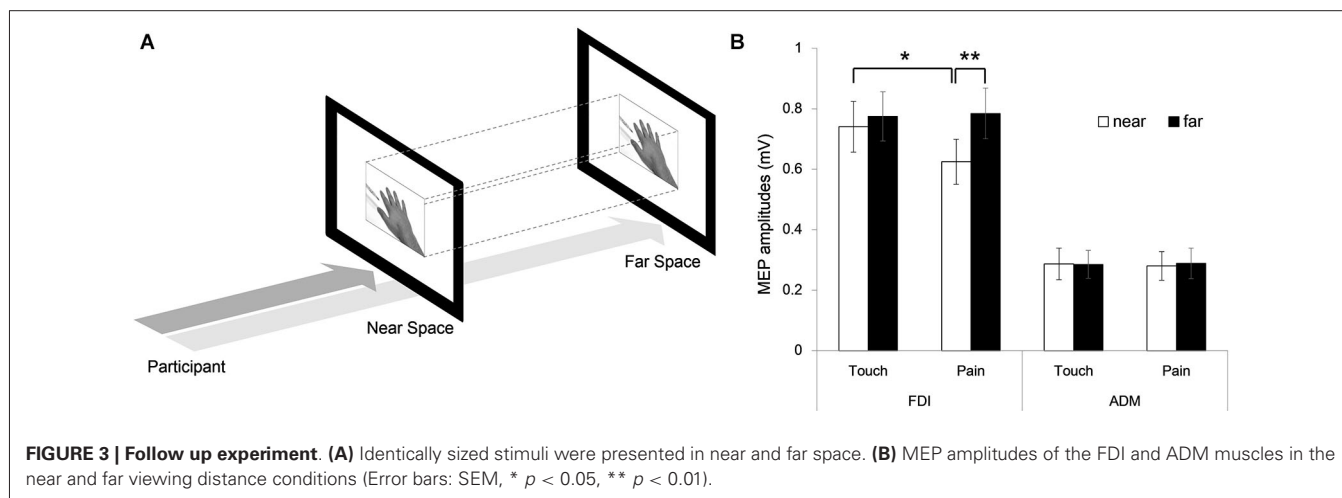 A
Participant
Near Space
Far Space
B
MEP amplitudes (mV)
1
0.8
0.6
0.4
0.2
0
* **
near far
Touch Pain Touch Pain
FDI ADM
FIGURE 3 | Follow up experiment. (A) Identically sized stimuli were presented in near and far space. (B) MEP amplitudes of the FDI and ADM muscles in the
near and far viewing distance conditions (Error bars: SEM, * p < 0.05, ** p < 0.01).